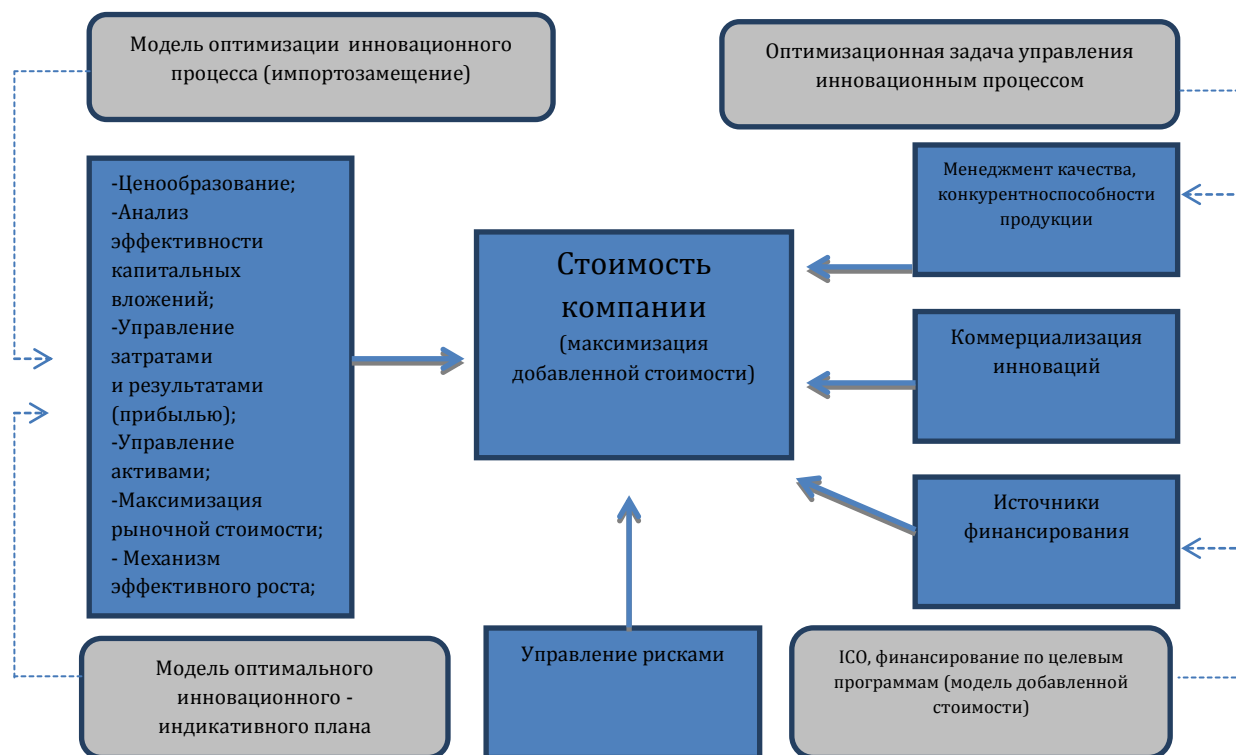 Модель оптимизации инновационного
процесса (импортозамещение)
Оптимизационная задача управления
инновационным процессом
-Ценообразование;
-Анализ
эффективности
капитальных
вложений;
-Управление
затратами
и результатами
(прибылью);
-Управление
активами;
-Максимизация
рыночной стоимости;
- Механизм
эффективного роста;
Стоимость
компании
(максимизация
добавленной стоимости)
Менеджмент качества,
конкурентноспособности
продукции
Коммерциализация
инноваций
Источники
финансирования
Модель оптимального
инновационного -
индикативного плана
Управление рисками
ICO, финансирование по целевым
программам (модель добавленной
стоимости)